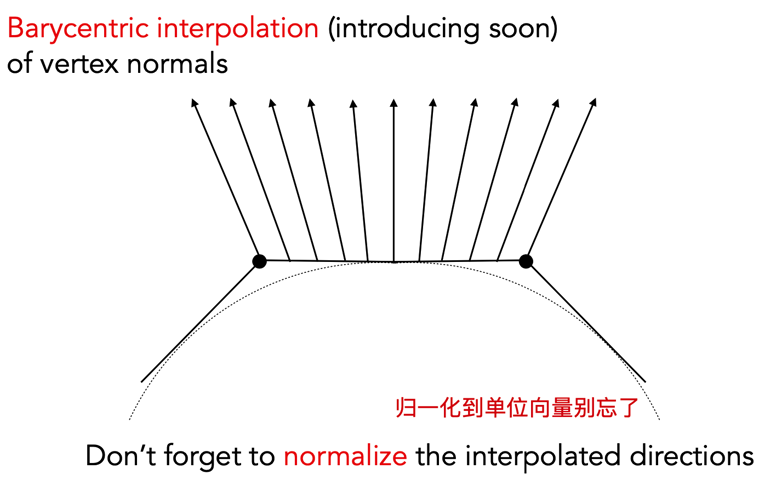 Barycentric interpolation (introducing soon)
of vertex normals
归一化到单位向量别忘了
Don’t forget to normalize the interpolated directions